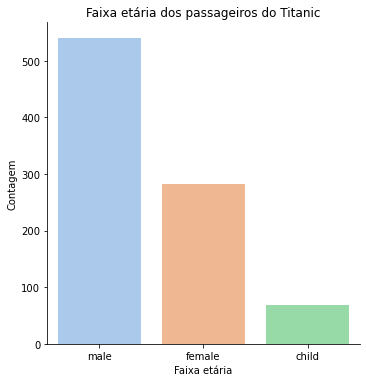 Faixa etária dos passageiros do Titanic
500
400
300
200
100
0
Contagem
male female child
Faixa etária